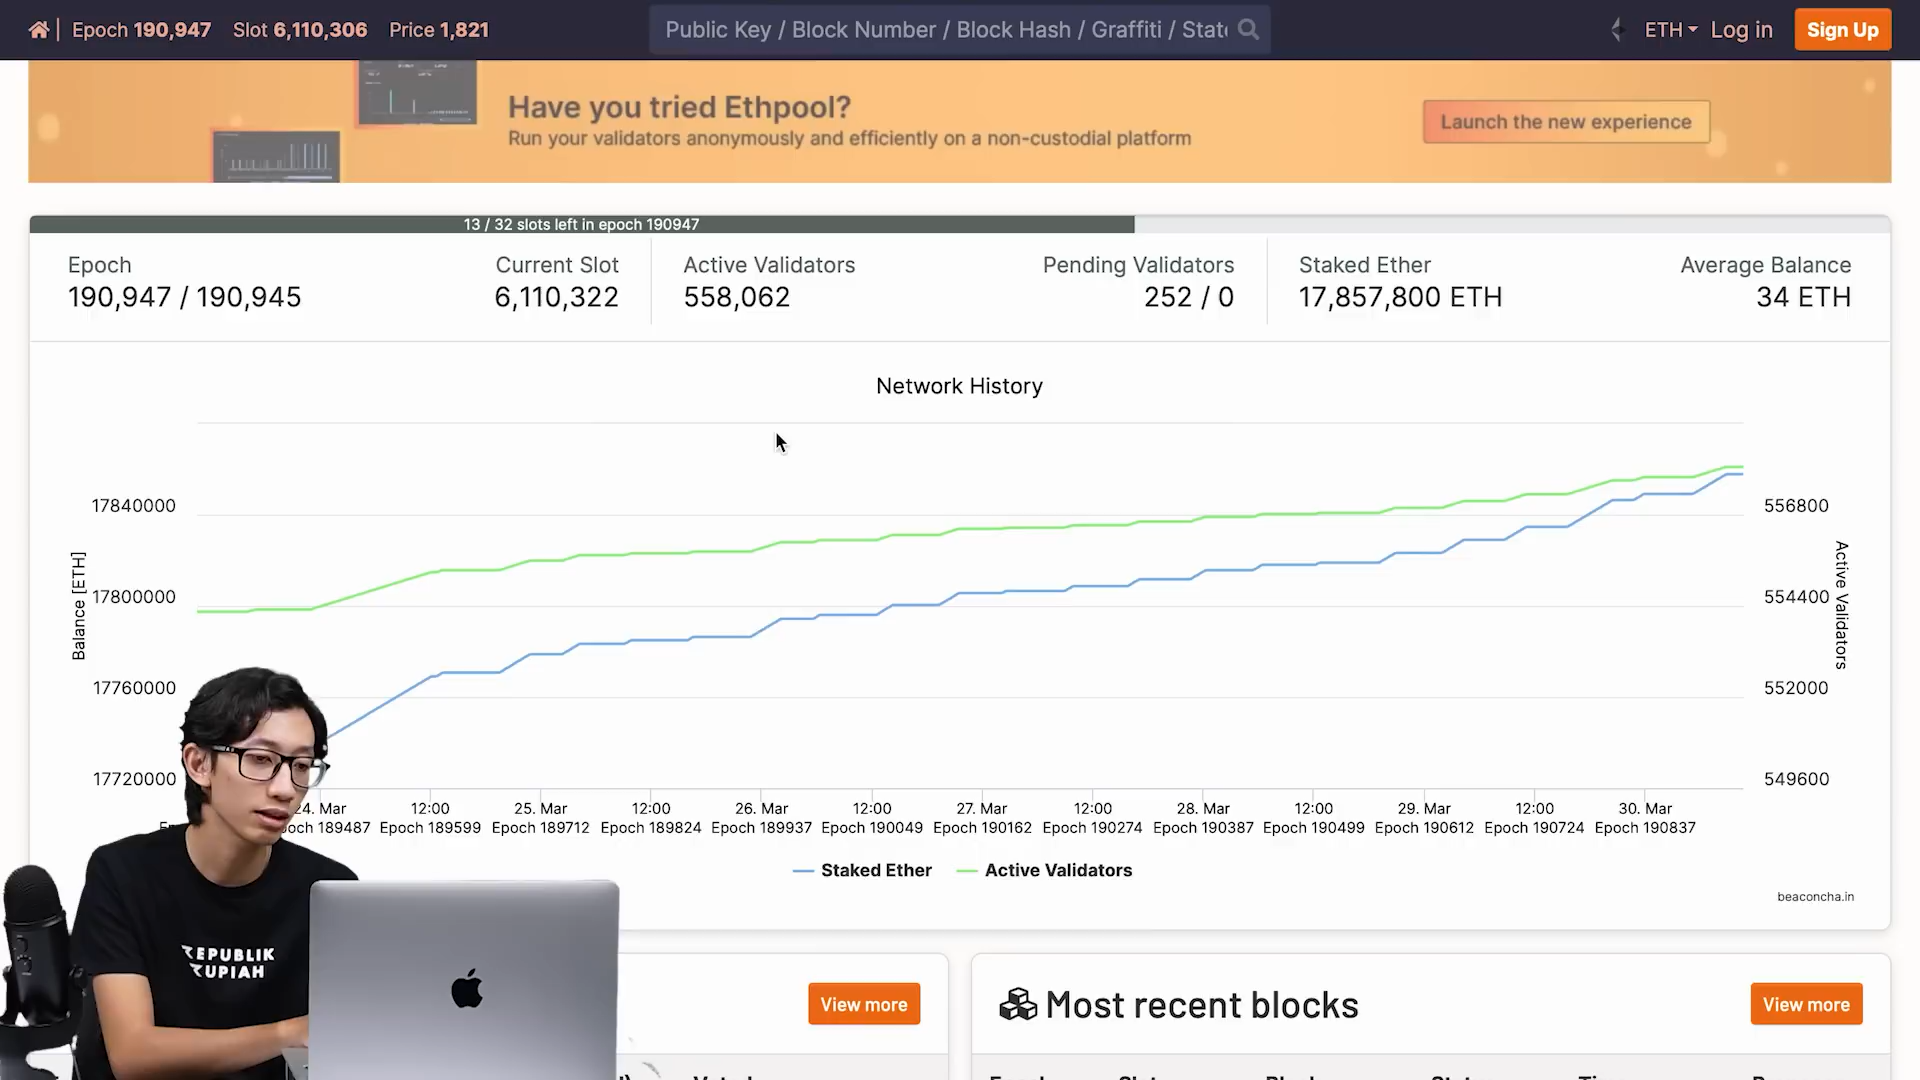 Epoch 190,947 Slot 6,110,306 Price 1,821
Public Key / Block Number / Block Hash / Graffiti / State
ETH Log in Sign Up
Have you tried Ethpool?
Run your validators anonymously and efficiently on a non-custodial platform
Launch the new experience
13 / 32 slots left in epoch 190947
Epoch
190,947 / 190,945
Current Slot
6,110,322
Active Validators
558,062
Pending Validators
252 / 0
Staked Ether
17,857,800 ETH
Average Balance
34 ETH
Network History
17840000
17800000
17760000
17720000
Balance [ETH]
556800
554400
552000
549600
Active Validators
24. Mar 12:00 25. Mar 12:00 26. Mar 12:00 27. Mar 12:00 28. Mar 12:00 29. Mar 12:00 30. Mar
Epoch 189487 Epoch 189599 Epoch 189712 Epoch 189824 Epoch 189937 Epoch 190049 Epoch 190162 Epoch 190274 Epoch 190387 Epoch 190499 Epoch 190612 Epoch 190724 Epoch 190837
Staked Ether Active Validators
beaconcha.in
REPUBLIK
RUPIAH
View more
Most recent blocks
View more